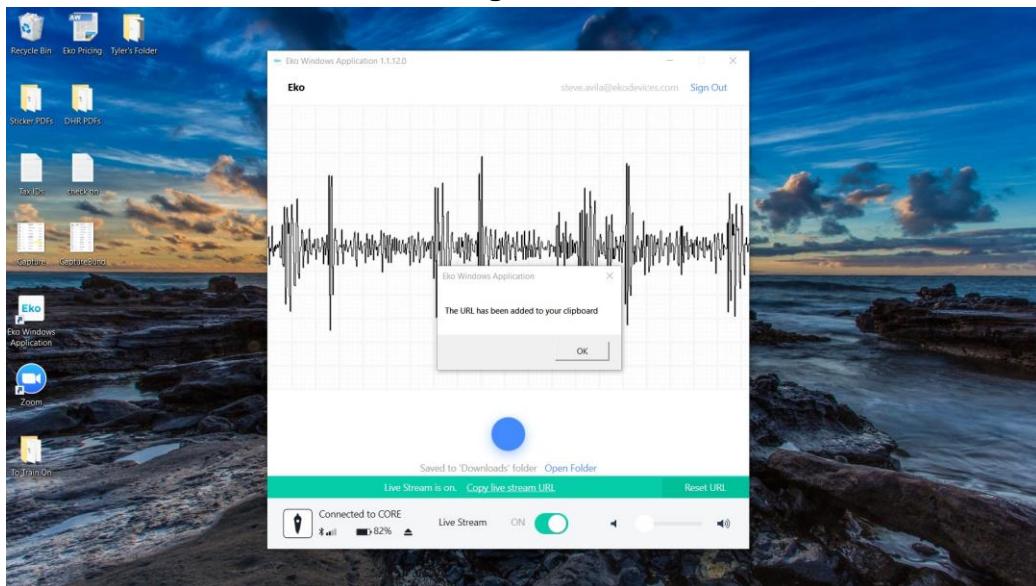 Recycle Bin
Eko Pricing
Tyler's Folder
Sticker PDFs
DHR PDFs
Tax IDs
Capture
Eko
Eko Windows
Application
Zoom
To Train On
Eko Windows Application 1.1.12.0
Eko
steve.avila@ekodevices.com Sign Out
Eko Windows Application
The URL has been added to your clipboard
OK
Saved to 'Downloads' folder Open Folder
Live Stream is on. Copy live stream URL Reset URL
Connected to CORE
82%
Live Stream ON